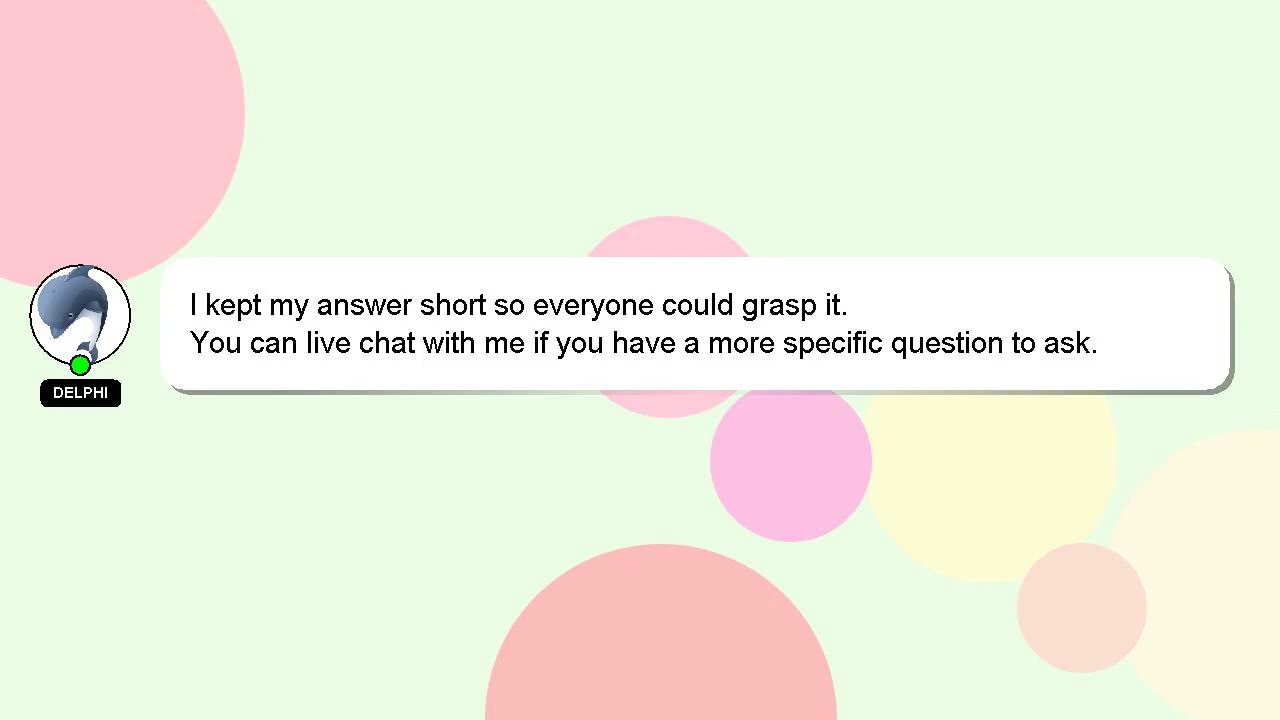 I kept my answer short so everyone could grasp it.
You can live chat with me if you have a more specific question to ask.
DELPHI